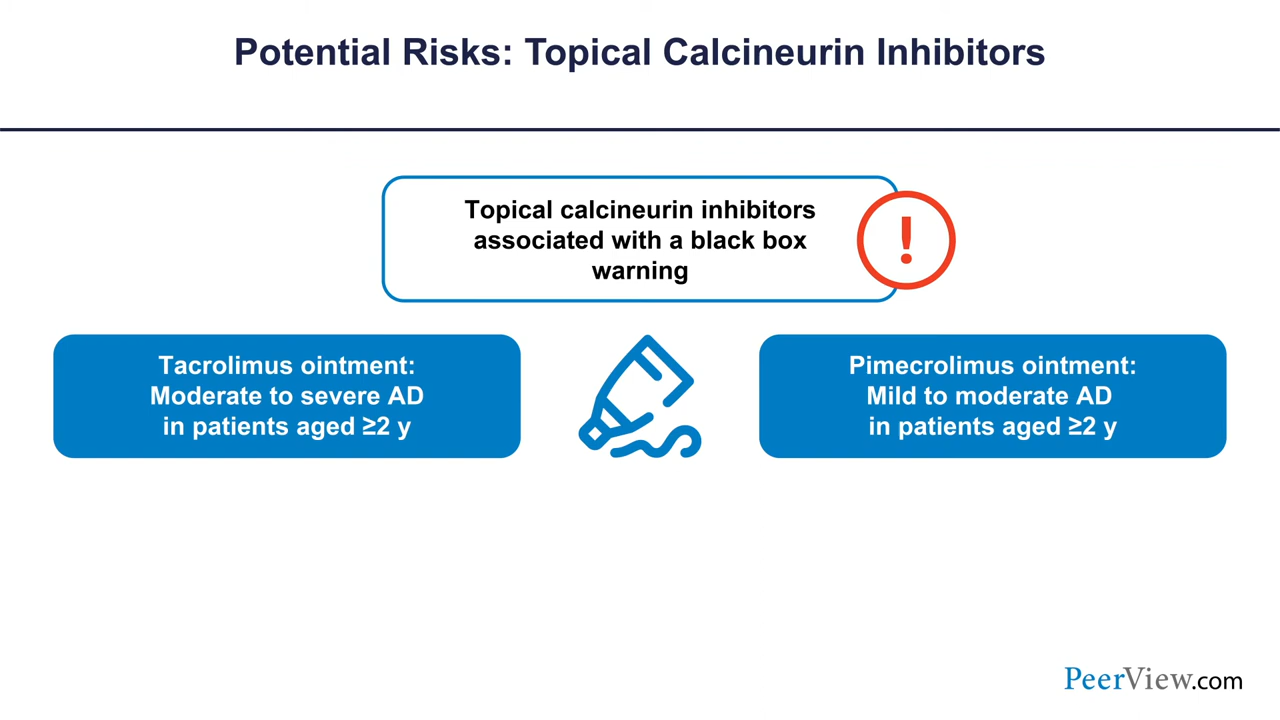 Potential Risks: Topical Calcineurin Inhibitors
Topical calcineurin inhibitors
associated with a black box
warning
!
Tacrolimus ointment:
Moderate to severe AD
in patients aged ≥2 y
Pimecrolimus ointment:
Mild to moderate AD
in patients aged ≥2 y
PeerView.com